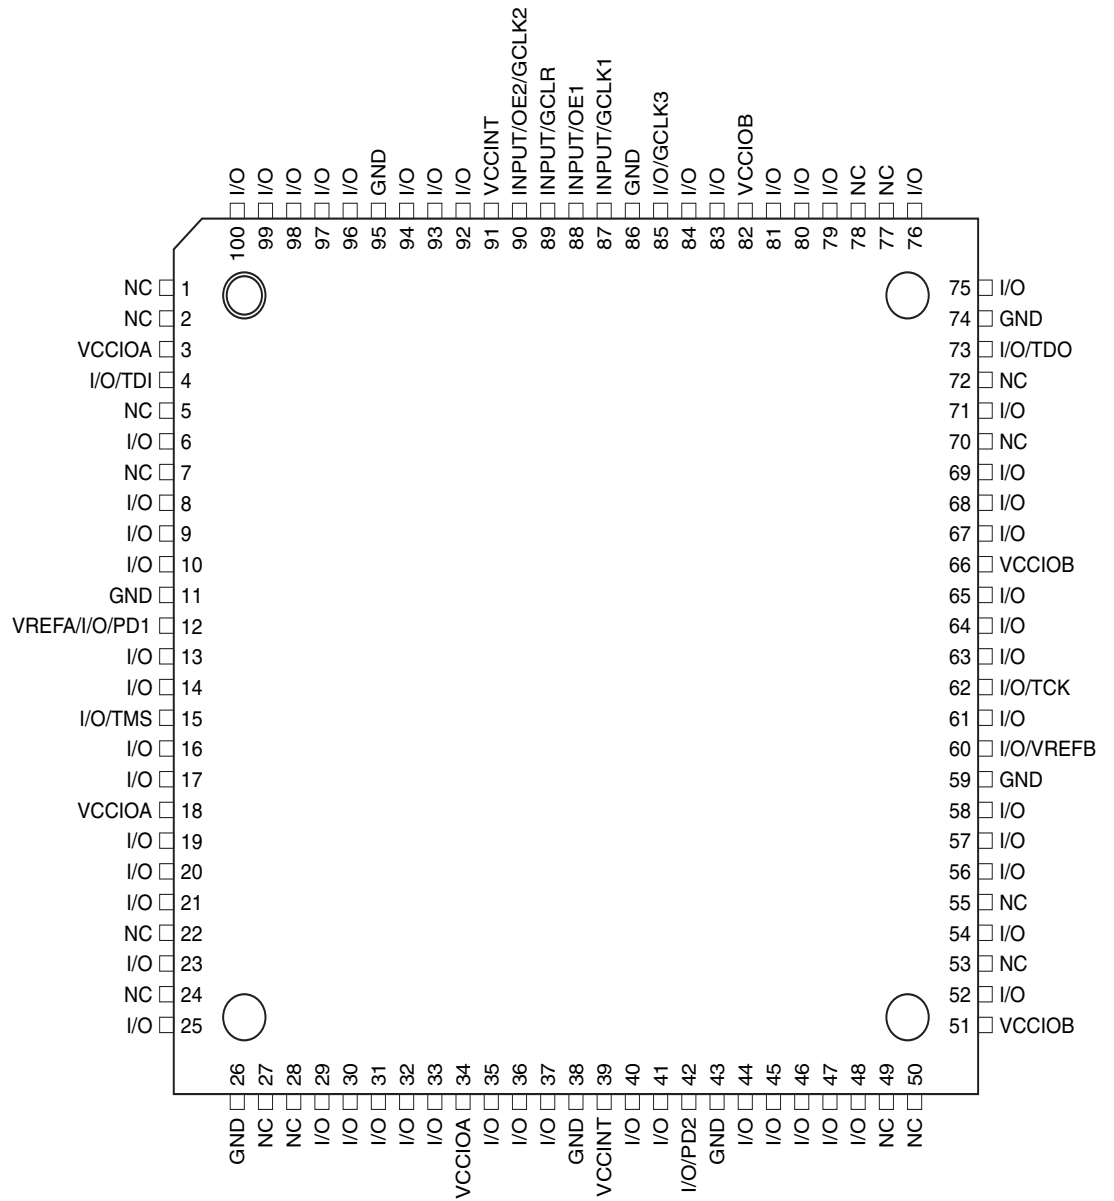 I/O I/O I/O I/O I/O GND I/O I/O I/O VCCINT INPUT/OE2/GCLK2 INPUT/GCLR INPUT/OE1 INPUT/GCLK1 GND I/O/GCLK3 I/O I/O VCCIOB I/O I/O I/O NC NC I/O
100 99 98 97 96 95 94 93 92 91 90 89 88 87 86 85 84 83 82 81 80 79 78 77 76
NC 1 75 I/O
NC 2 74 GND
VCCIOA 3 73 I/O/TDO
I/O/TDI 4 72 NC
NC 5 71 I/O
I/O 6 70 NC
NC 7 69 I/O
I/O 8 68 I/O
I/O 9 67 I/O
I/O 10 66 VCCIOB
GND 11 65 I/O
VREFA/I/O/PD1 12 64 I/O
I/O 13 63 I/O
I/O 14 62 I/O/TCK
I/O/TMS 15 61 I/O
I/O 16 60 I/O/VREFB
I/O 17 59 GND
VCCIOA 18 58 I/O
I/O 19 57 I/O
I/O 20 56 I/O
I/O 21 55 NC
NC 22 54 I/O
I/O 23 53 NC
NC 24 52 I/O
I/O 25 51 VCCIOB
26 27 28 29 30 31 32 33 34 35 36 37 38 39 40 41 42 43 44 45 46 47 48 49 50
GND NC NC I/O I/O I/O I/O I/O VCCIOA I/O I/O I/O GND VCCINT I/O I/O I/O/PD2 GND I/O I/O I/O I/O I/O NC NC